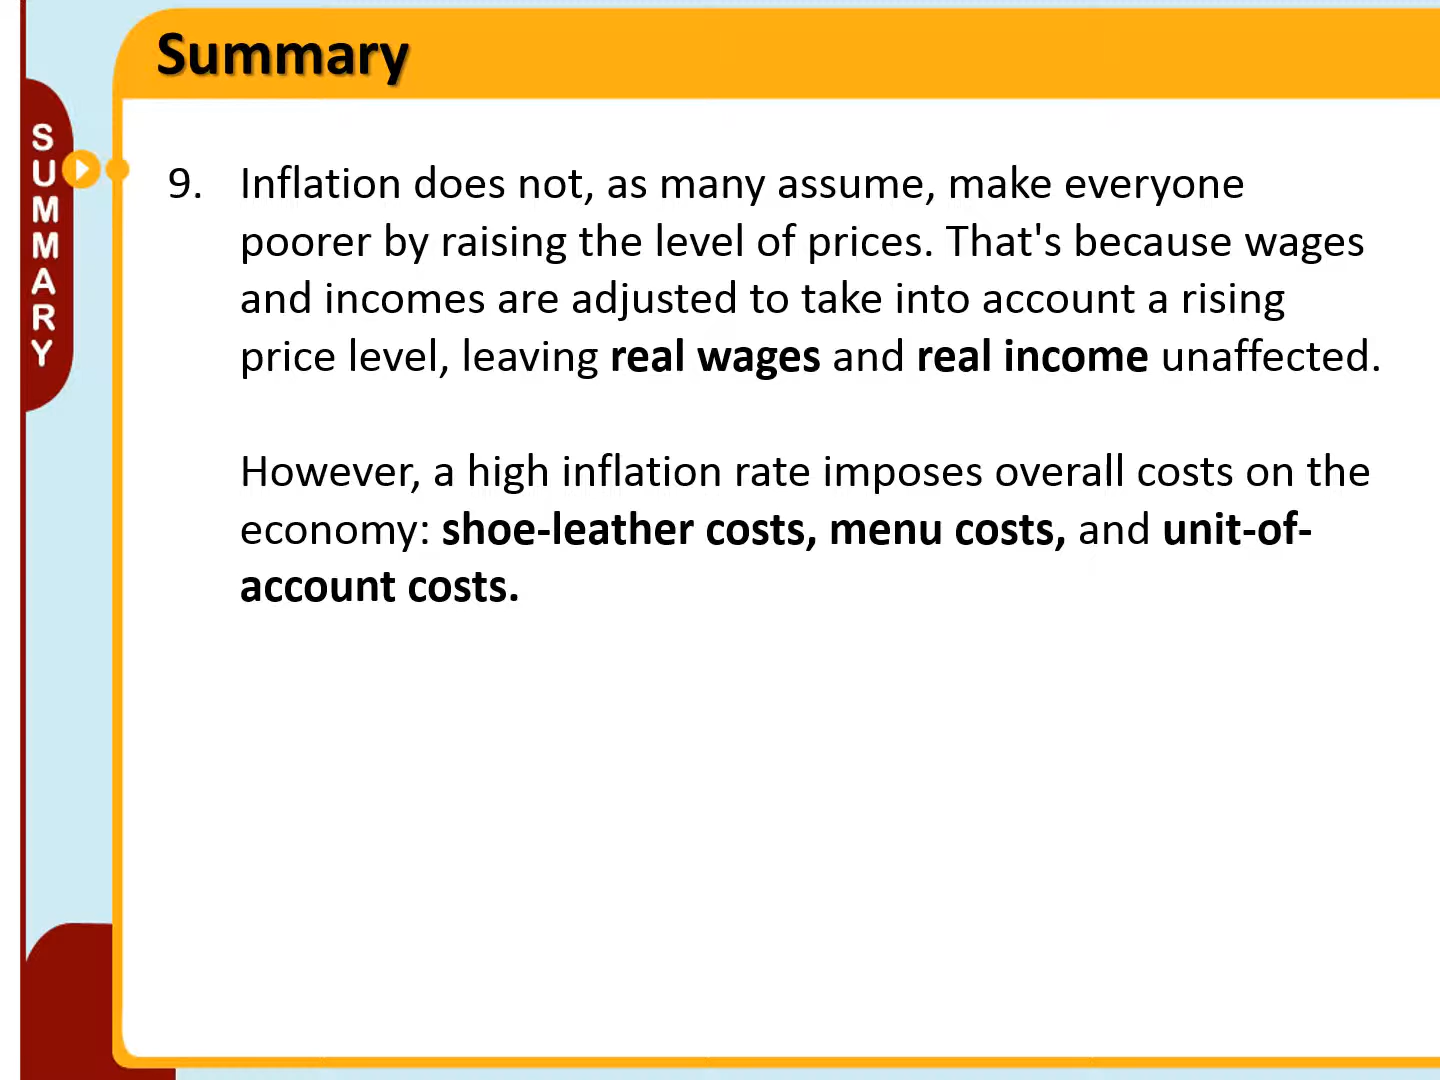 Summary
SUMMARY
9. Inflation does not, as many assume, make everyone
poorer by raising the level of prices. That's because wages
and incomes are adjusted to take into account a rising
price level, leaving real wages and real income unaffected.
However, a high inflation rate imposes overall costs on the
economy: shoe-leather costs, menu costs, and unit-of-
account costs.